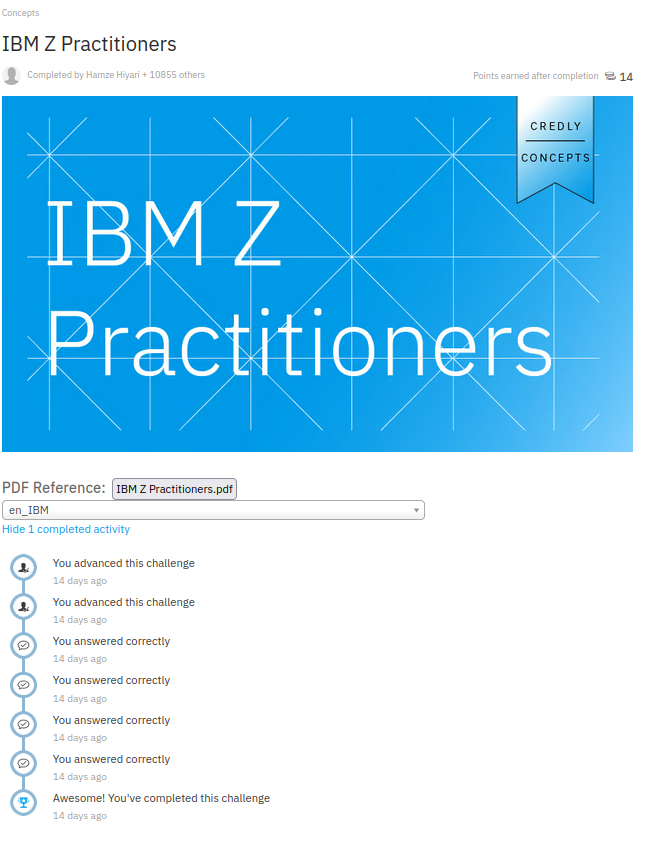 Concepts
IBM Z Practitioners
Completed by Hamze Hiyari + 10855 others
Points earned after completion 14
CREDLY
CONCEPTS
IBM Z
Practitioners
PDF Reference: IBM Z Practitioners.pdf
en_IBM
Hide 1 completed activity
You advanced this challenge
14 days ago
You advanced this challenge
14 days ago
You answered correctly
14 days ago
You answered correctly
14 days ago
You answered correctly
14 days ago
You answered correctly
14 days ago
Awesome! You've completed this challenge
14 days ago